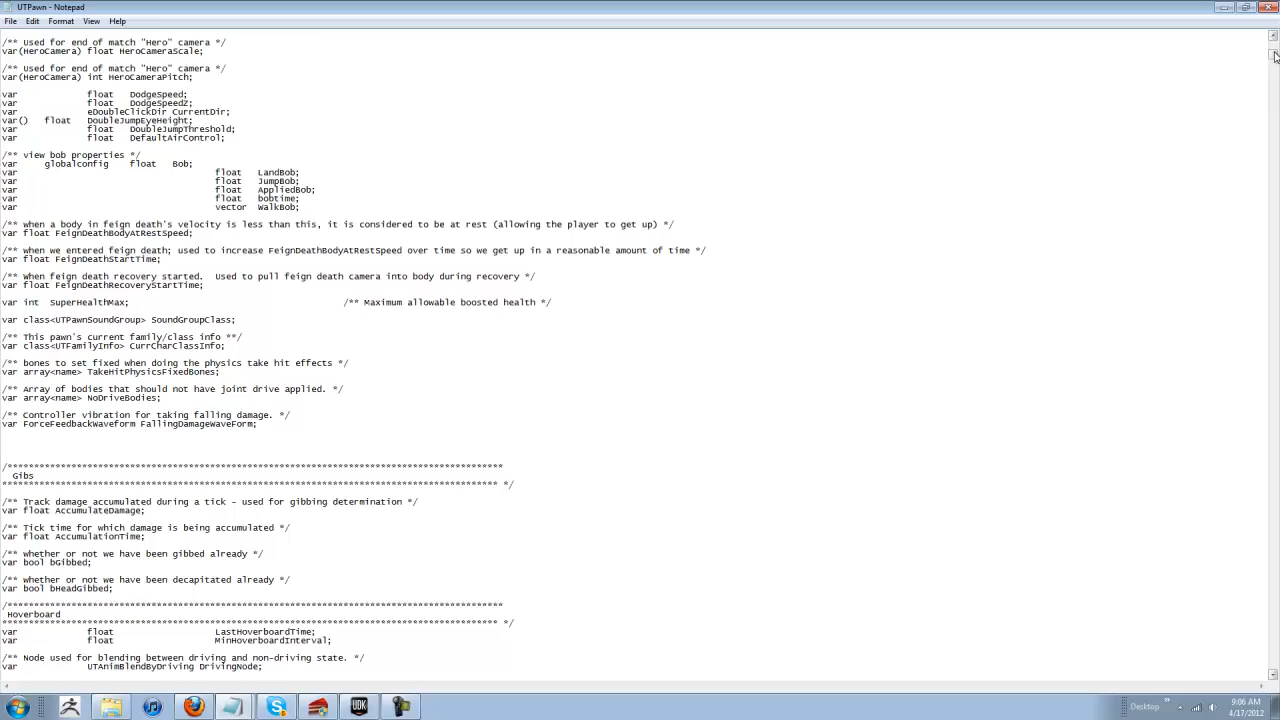 UTPawn - Notepad
File Edit Format View Help
/** Used for end of match "Hero" camera */
var(HeroCamera) float HeroCameraScale;
/** Used for end of match "Hero" camera */
var(HeroCamera) int HeroCameraPitch;
var float DodgeSpeed;
var float DodgeSpeedZ;
var eDoubleClickDir CurrentDir;
var() float DoubleJumpEyeHeight;
var float DoubleJumpThreshold;
var float DefaultAirControl;
/** view bob properties */
var globalconfig float Bob;
var float LandBob;
var float JumpBob;
var float AppliedBob;
var float bobtime;
var vector WalkBob;
/** when a body in feign death's velocity is less than this, it is considered to be at rest (allowing the player to get up) */
var float FeignDeathBodyAtRestSpeed;
/** when we entered feign death; used to increase FeignDeathBodyAtRestSpeed over time so we get up in a reasonable amount of time */
var float FeignDeathStartTime;
/** when feign death recovery started.  Used to pull feign death camera into body during recovery */
var float FeignDeathRecoveryStartTime;
var int SuperHealthMax; /** Maximum allowable boosted health */
var class<UTPawnSoundGroup> SoundGroupClass;
/** This pawn's current family/class info **/
var class<UTFamilyInfo> CurrCharClassInfo;
/** bones to set fixed when doing the physics take hit effects */
var array<name> TakeHitPhysicsFixedBones;
/** Array of bodies that should not have joint drive applied. */
var array<name> NoDriveBodies;
/** Controller vibration for taking falling damage. */
var ForceFeedbackWaveform FallingDamageWaveForm;
/*********************************************************************************************
Gibs
********************************************************************************************* */
/** Track damage accumulated during a tick - used for gibbing determination */
var float AccumulateDamage;
/** Tick time for which damage is being accumulated */
var float AccumulationTime;
/** whether or not we have been gibbed already */
var bool bGibbed;
/** whether or not we have been decapitated already */
var bool bHeadGibbed;
/*********************************************************************************************
Hoverboard
********************************************************************************************* */
var float LastHoverboardTime;
var float MinHoverboardInterval;
/** Node used for blending between driving and non-driving state. */
var UTAnimBlendByDriving DrivingNode;
UDK
Desktop
9:06 AM
4/17/2012